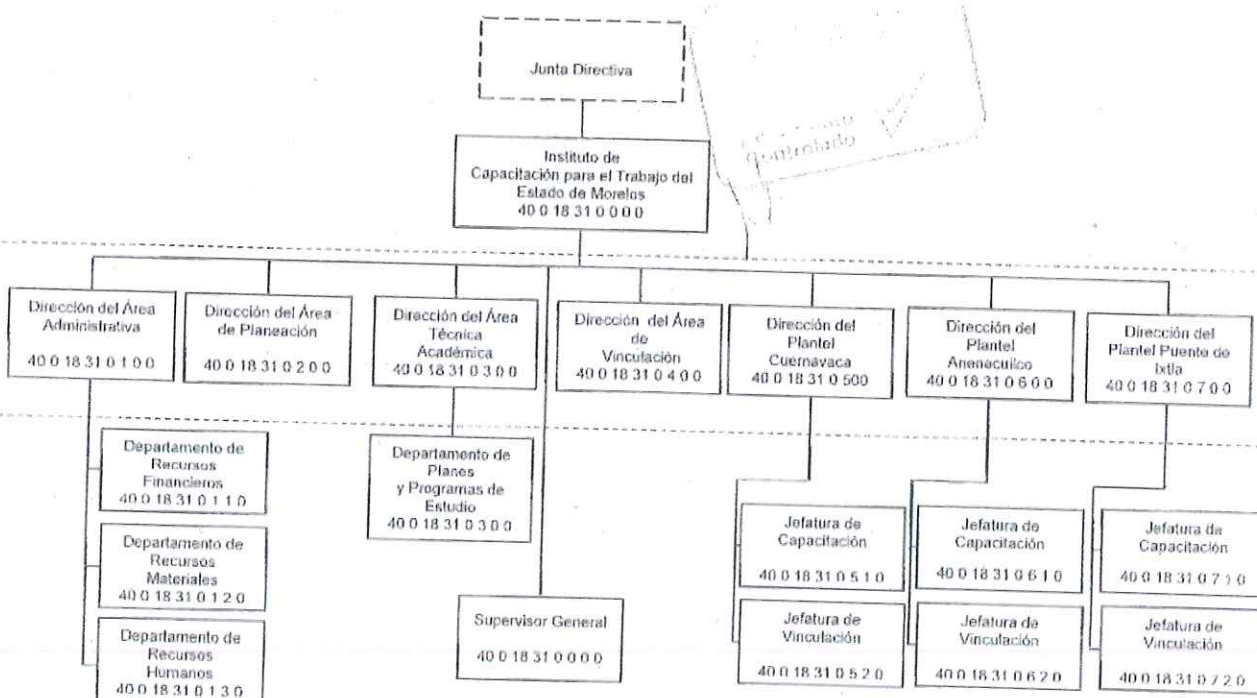 Junta Directiva
Controlado
Instituto de
Capacitación para el Trabajo del
Estado de Morelos
40 0 18 31 0 0 0 0
Dirección del Área
Administrativa
40 0 18 31 0 1 0 0
Dirección del Área
de Planeación
40 0 18 31 0 2 0 0
Dirección del Área
Técnica
Académica
40 0 18 31 0 3 0 0
Dirección del Área
de
Vinculación
40 0 18 31 0 4 0 0
Dirección del
Plantel
Cuernavaca
40 0 18 31 0 500
Dirección del
Plantel
Anenecuilco
40 0 18 31 0 6 0 0
Dirección del
Plantel Puente de
Ixtla
40 0 18 31 0 7 0 0
Departamento de
Recursos
Financieros
40 0 18 31 0 1 1 0
Departamento de
Recursos
Materiales
40 0 18 31 0 1 2 0
Departamento de
Recursos
Humanos
40 0 18 31 0 1 3 0
Departamento de
Planes
y Programas de
Estudio
40 0 18 31 0 3 0 0
Supervisor General
40 0 18 31 0 0 0 0
Jefatura de
Capacitación
40 0 18 31 0 5 1 0
Jefatura de
Vinculación
40 0 18 31 0 5 2 0
Jefatura de
Capacitación
40 0 18 31 0 6 1 0
Jefatura de
Vinculación
40 0 18 31 0 6 2 0
Jefatura de
Capacitación
40 0 18 31 0 7 1 0
Jefatura de
Vinculación
40 0 18 31 0 7 2 0